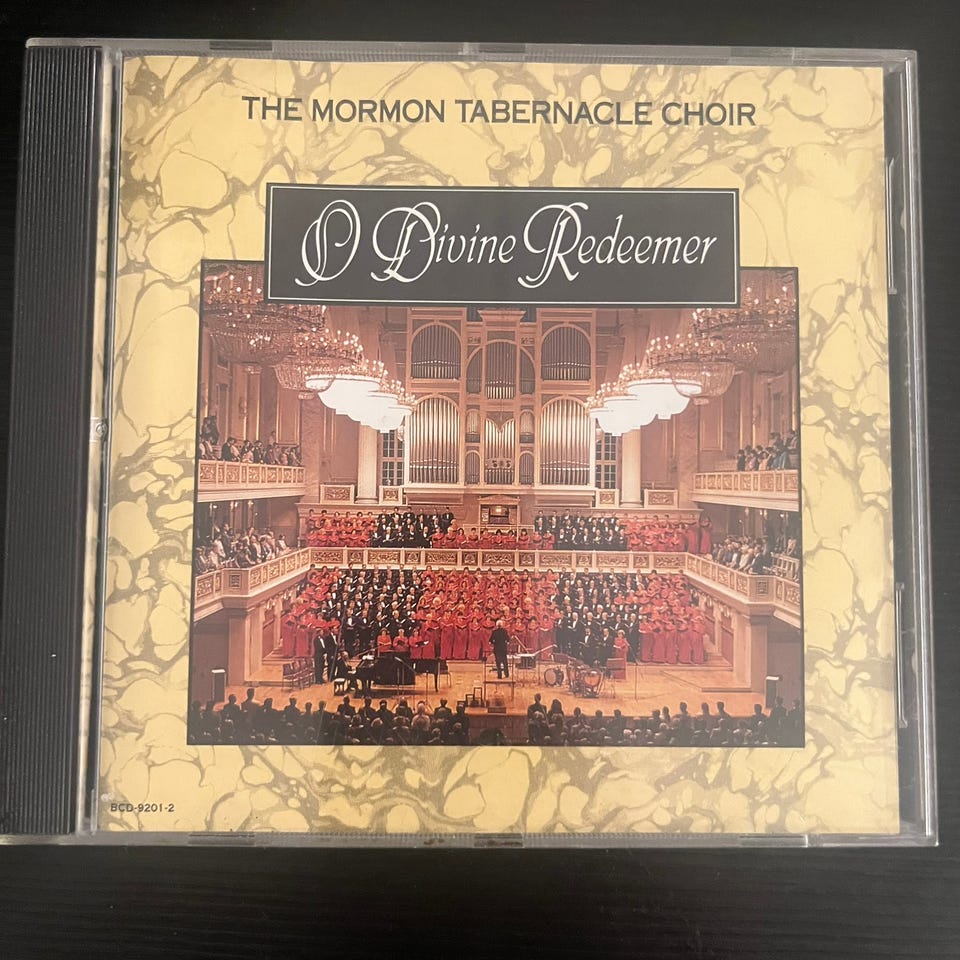 THE MORMON TABERNACLE CHOIR
O Divine Redeemer
BCD-9201-2